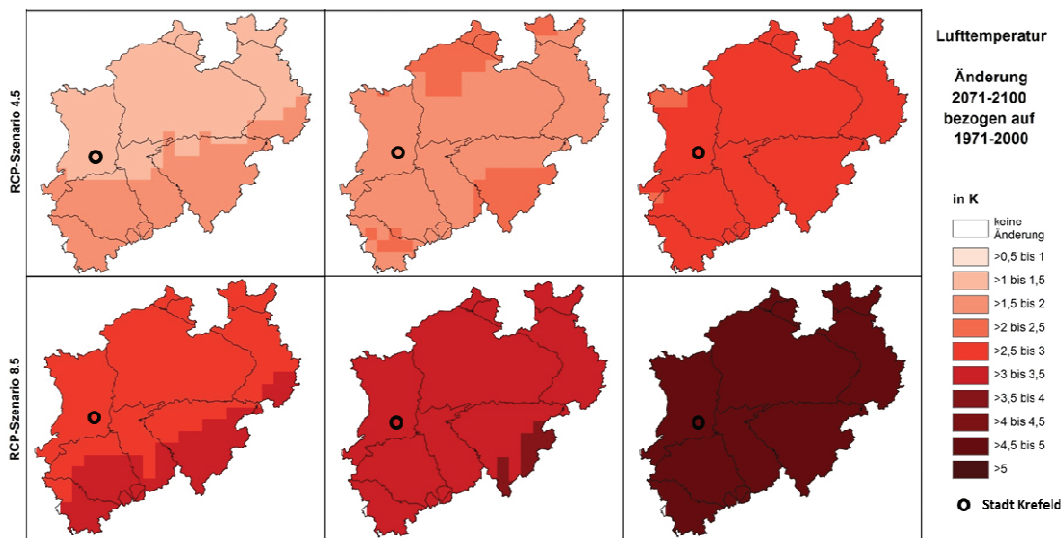 RCP-Szenario 4.5
RCP-Szenario 8.5
Lufttemperatur
Änderung
2071-2100
bezogen auf
1971-2000
in K
keine
Änderung
>0,5 bis 1
>1 bis 1,5
>1,5 bis 2
>2 bis 2,5
>2,5 bis 3
>3 bis 3,5
>3,5 bis 4
>4 bis 4,5
>4,5 bis 5
>5
Stadt Krefeld